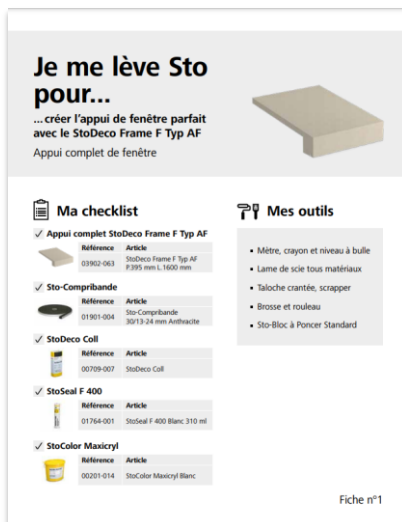 Je me lève Sto
pour...
...créer l'appui de fenêtre parfait
avec le StoDeco Frame F Typ AF
Appui complet de fenêtre
Ma checklist
Appui complet StoDeco Frame F Typ AF
Référence Article
03902-063 StoDeco Frame F Typ AF
P.395 mm L.1600 mm
Sto-Compribande
Référence Article
01901-004 Sto-Compribande
30/13-24 mm Anthracite
StoDeco Coll
Référence Article
00709-007 StoDeco Coll
StoSeal F 400
Référence Article
01764-001 StoSeal F 400 Blanc 310 ml
StoColor Maxicryl
Référence Article
00201-014 StoColor Maxicryl Blanc
Mes outils
• Mètre, crayon et niveau à bulle
• Lame de scie tous matériaux
• Taloche crantée, scrapper
• Brosse et rouleau
• Sto-Bloc à Poncer Standard
Fiche n°1